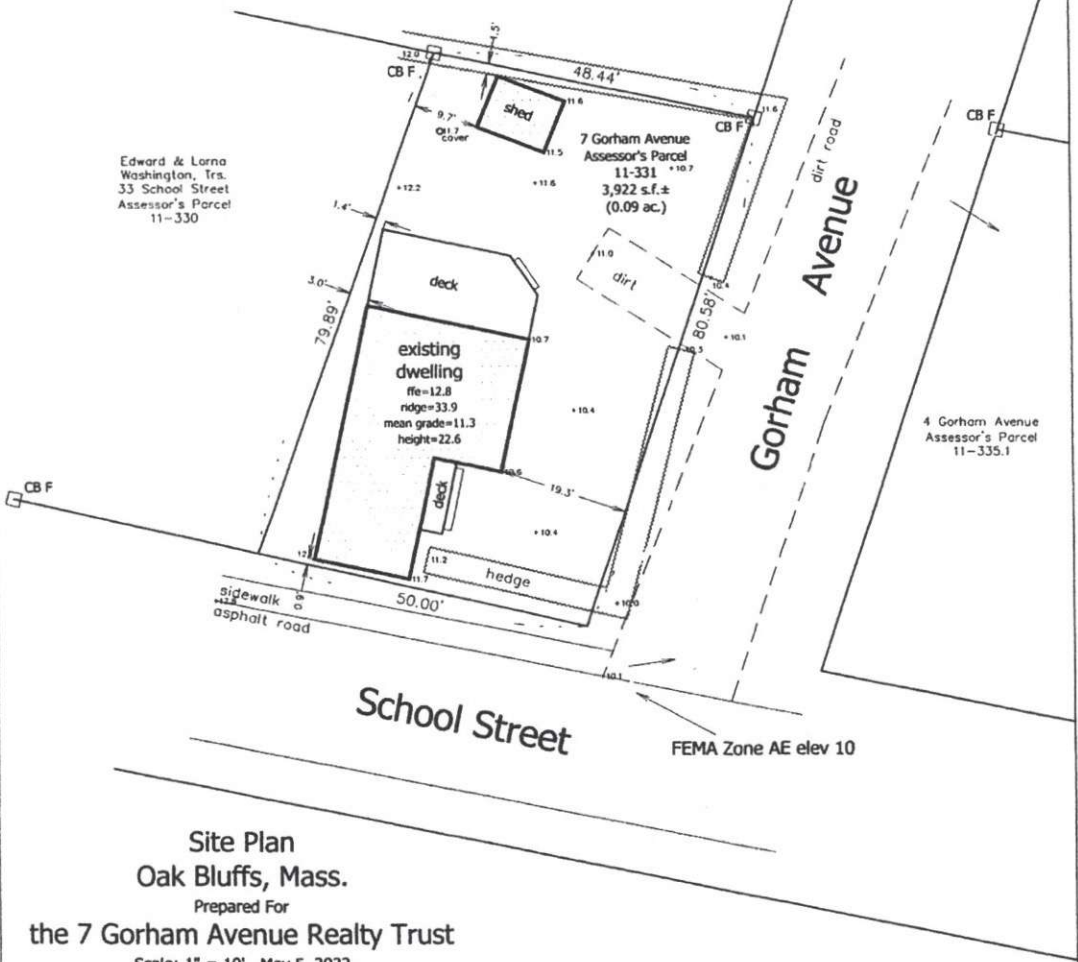 1.5'
12.0
CB F
48.44'
11.6
CB F
CB F
shed
11.6
11.5
9.7'
11.7
cover
7 Gorham Avenue
Assessor's Parcel
11-331
+10.7
3,922 s.f.±
(0.09 ac.)
dirt road
Edward & Lorna
Washington, Trs.
33 School Street
Assessor's Parcel
11-330
+12.2
+11.6
1.4'
Gorham Avenue
+11.0
dirt
10.4
deck
3.0'
79.89'
80.58'
+10.1
10.3
10.7
existing
dwelling
ffe=12.8
ridge=33.9
mean grade=11.3
height=22.6
+10.4
4 Gorham Avenue
Assessor's Parcel
11-335.1
19.3'
deck
CB F
+10.4
11.2
hedge
11.7
+10.0
sidewalk
0.9'
50.00'
asphalt road
10.1
School Street
FEMA Zone AE elev 10
Site Plan
Oak Bluffs, Mass.
Prepared For
the 7 Gorham Avenue Realty Trust